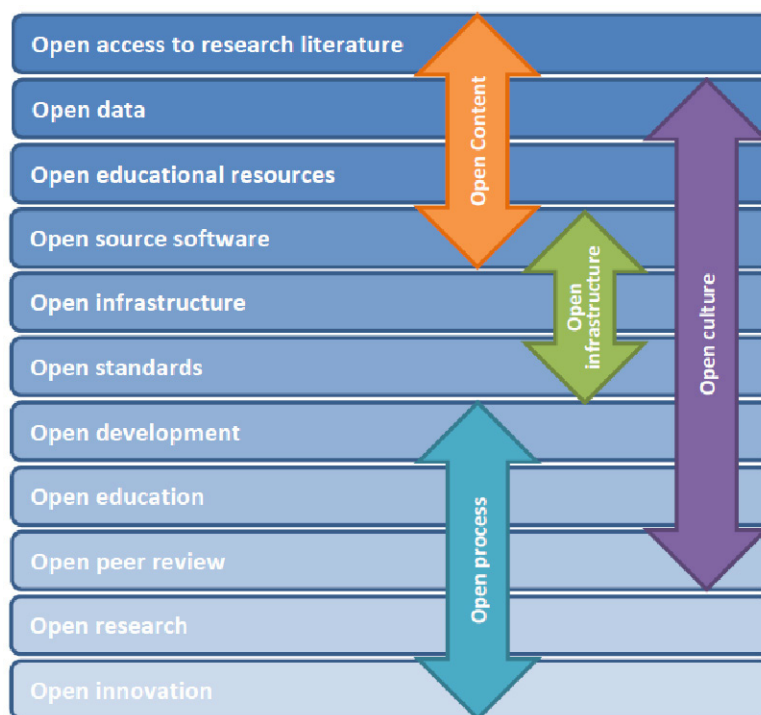 Open access to research literature
Open data
Open educational resources
Open source software
Open infrastructure
Open standards
Open development
Open education
Open peer review
Open research
Open innovation
Open Content
Open
infrastructure
Open culture
Open process